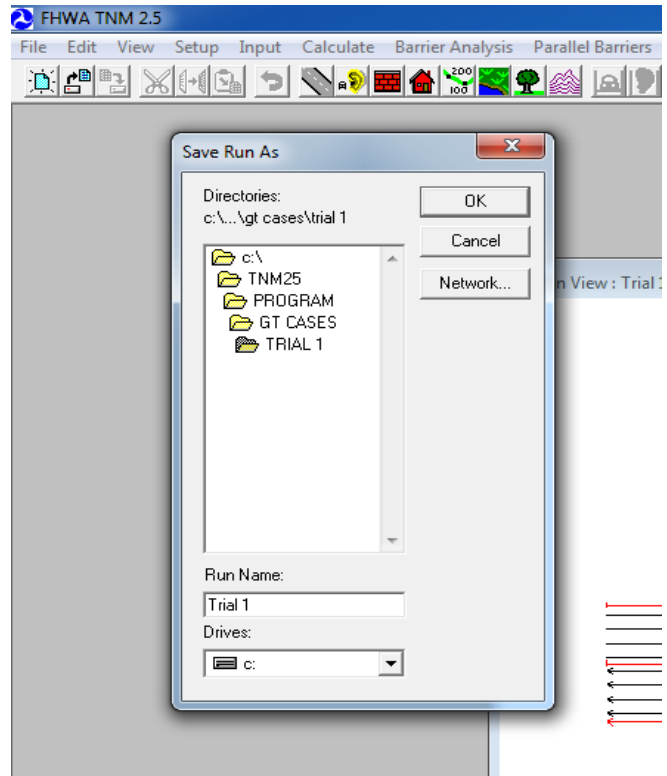 FHWA TNM 2.5
File Edit View Setup Input Calculate Barrier Analysis Parallel Barriers
200
100
Save Run As
Directories:
c:\...\gt cases\trial 1
OK
Cancel
Network...
c:\
TNM25
PROGRAM
GT CASES
TRIAL 1
n View : Trial 1
Run Name:
Trial 1
Drives:
c: